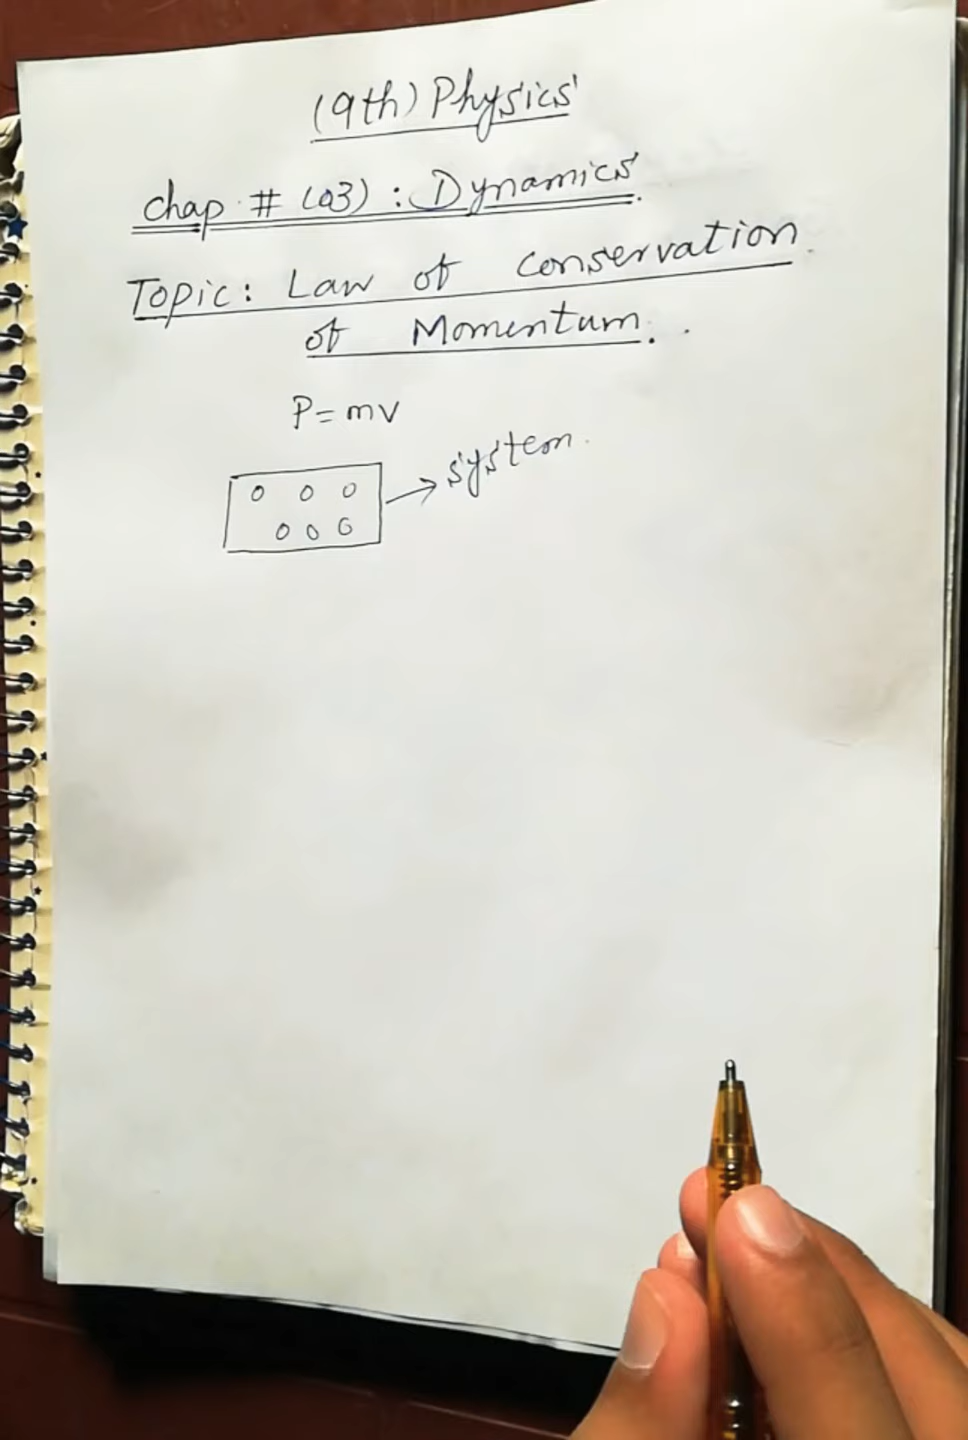 (9th) Physics
Chap # (03) : Dynamics.
Topic: Law of Conservation
of Momentum.
P = mv
system.